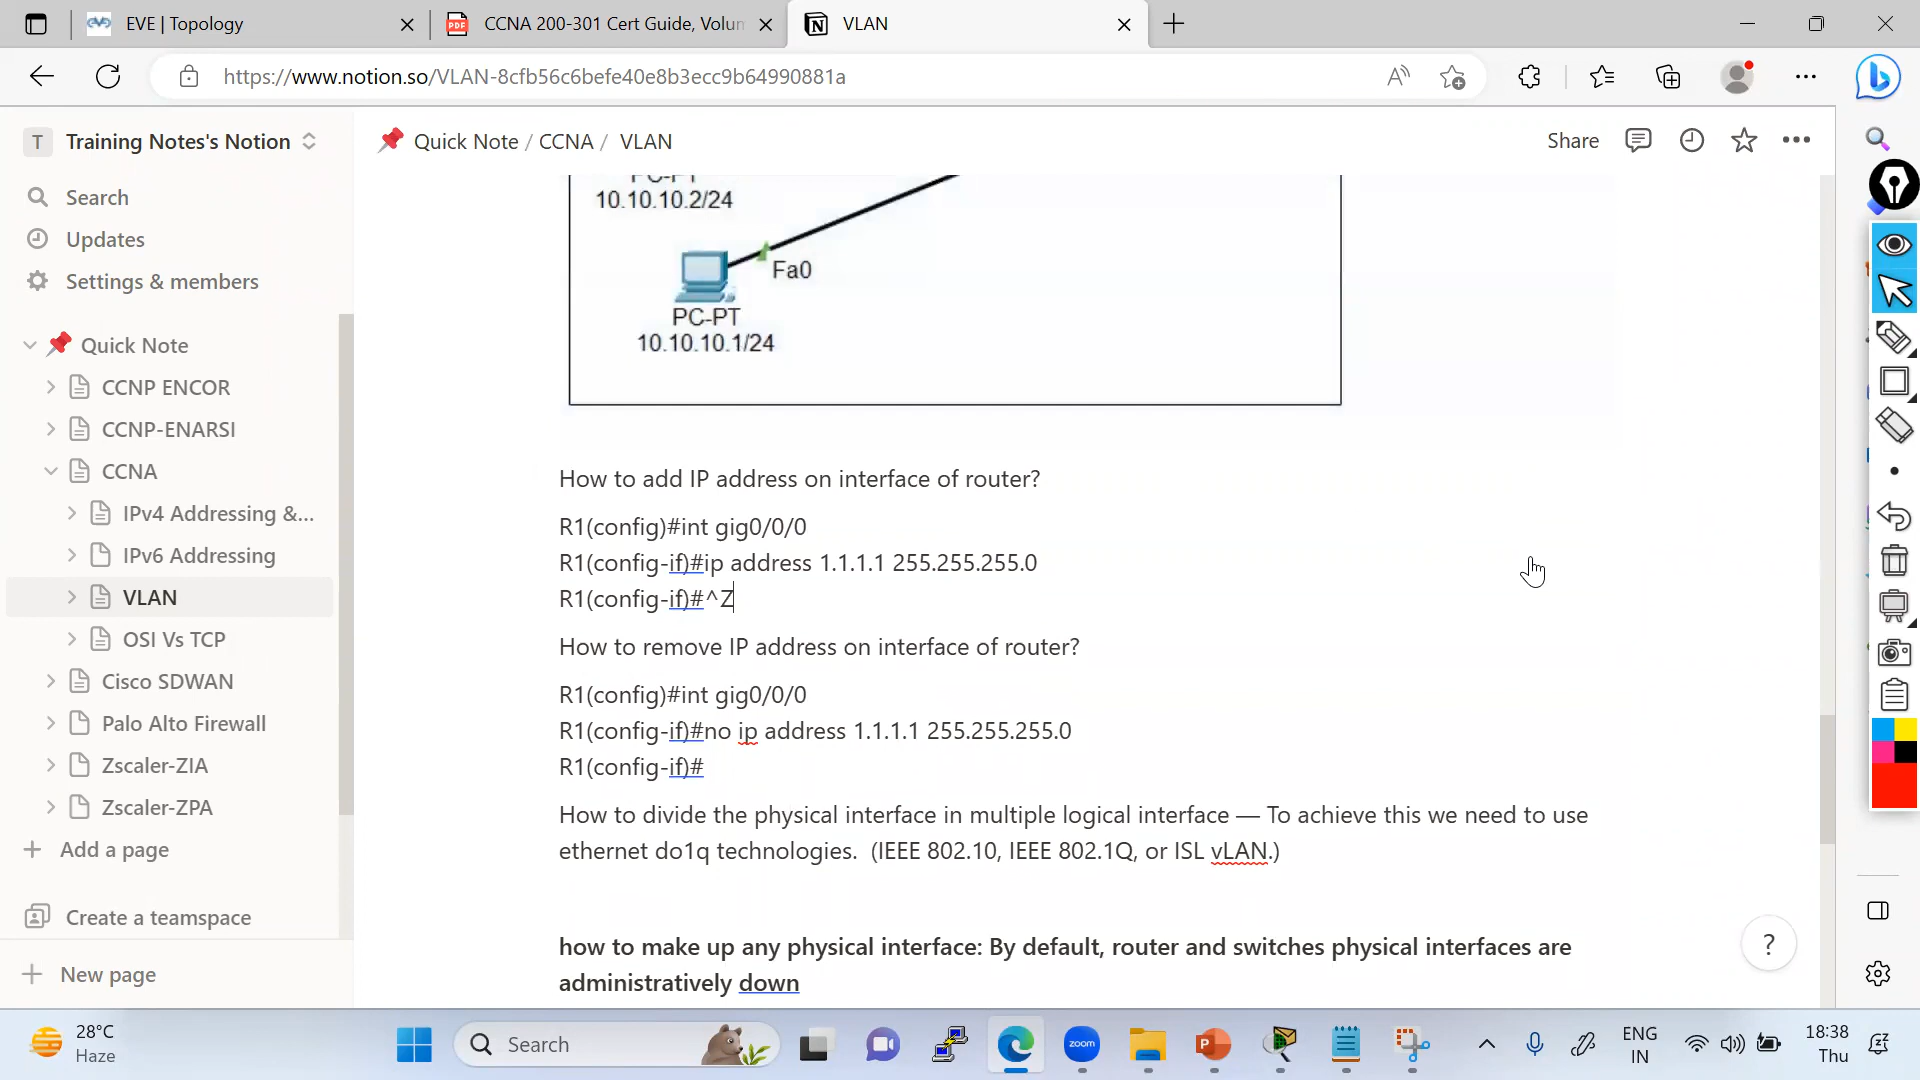 EVE | Topology
CCNA 200-301 Cert Guide, Volun
VLAN
https://www.notion.so/VLAN-8cfb56c6befe40e8b3ecc9b64990881a
T Training Notes's Notion
Search
Updates
Settings & members
Quick Note
CCNP ENCOR
CCNP-ENARSI
CCNA
IPv4 Addressing &...
IPv6 Addressing
VLAN
OSI Vs TCP
Cisco SDWAN
Palo Alto Firewall
Zscaler-ZIA
Zscaler-ZPA
Add a page
Create a teamspace
New page
Quick Note / CCNA / VLAN
Share
PC-PT
10.10.10.2/24
Fa0
PC-PT
10.10.10.1/24
How to add IP address on interface of router?
R1(config)#int gig0/0/0
R1(config-if)#ip address 1.1.1.1 255.255.255.0
R1(config-if)#^Z
How to remove IP address on interface of router?
R1(config)#int gig0/0/0
R1(config-if)#no ip address 1.1.1.1 255.255.255.0
R1(config-if)#
How to divide the physical interface in multiple logical interface — To achieve this we need to use
ethernet do1q technologies. (IEEE 802.10, IEEE 802.1Q, or ISL vLAN.)
how to make up any physical interface: By default, router and switches physical interfaces are
administratively down
?
28°C
Haze
Search
zoom
ENG
IN
18:38
Thu